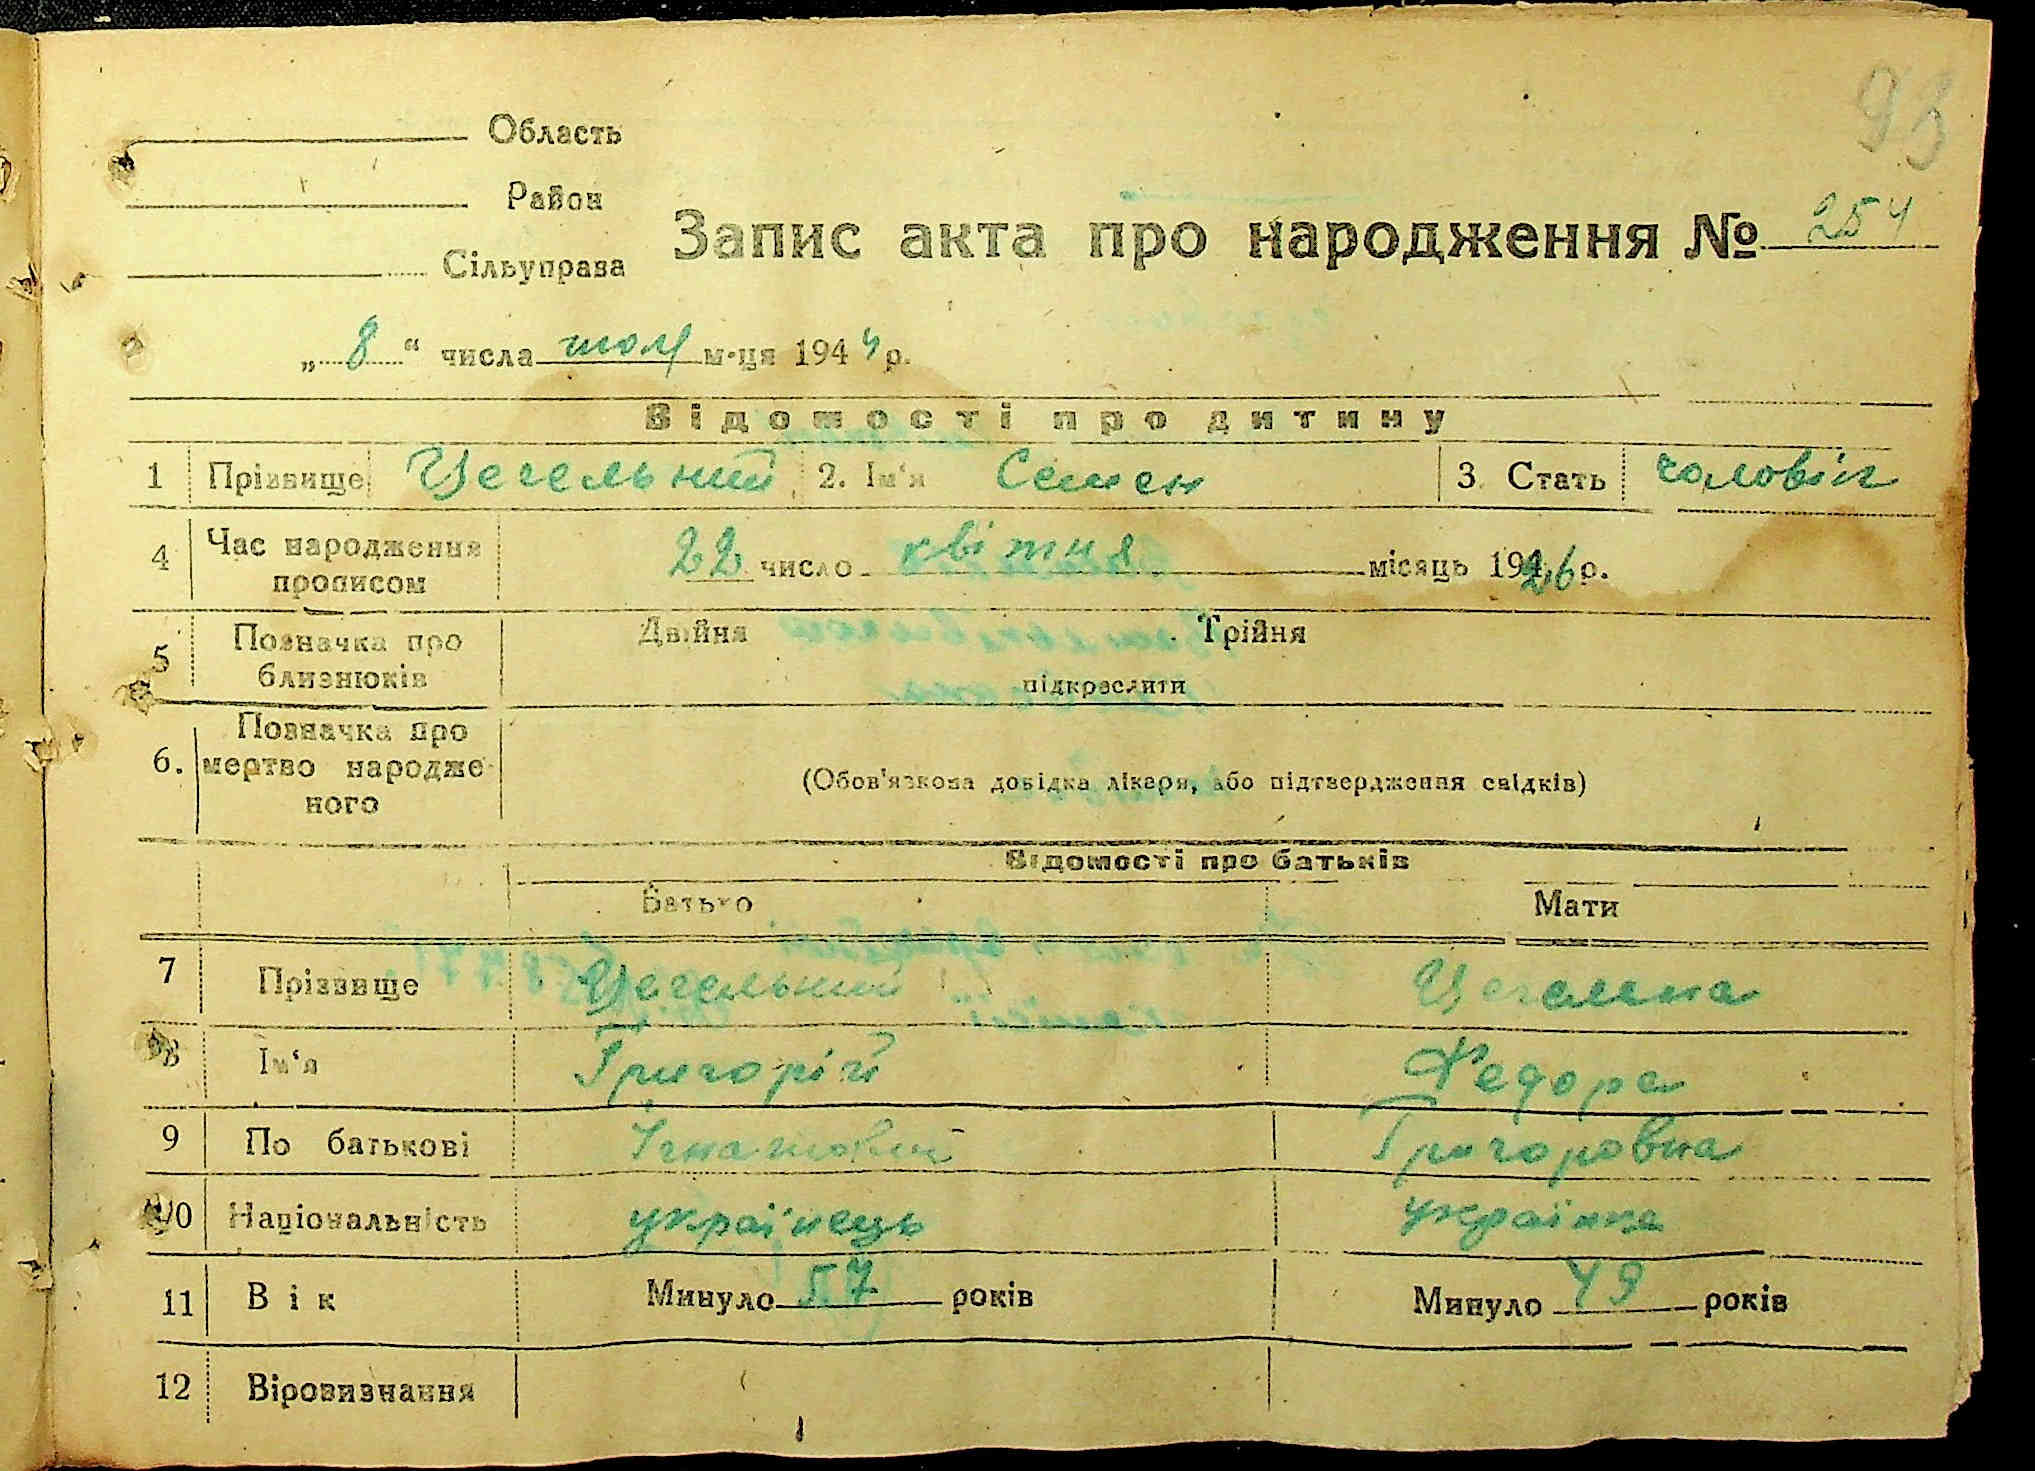 93
Область
Район
Сільуправа
Запис акта про народження № 254
„ 8 “ числа м-ця 194 4 р.
Відомості про дитину
1 Прізвище Цегельний 2. Ім'я Семен 3. Стать чоловік
4 Час народження прописом 22 число квітня місяць 1926 р.
5 Позначка про близнюків Двійня Трійня
підкреслити
6. Позначка про мертво народженого (Обов'язкова довідка лікаря, або підтвердження свідків)
Відомості про батьків
Батько Мати
7 Прізвище Цегельний Цегельна
8 Ім'я Григорій Федора
9 По батькові Ігнатович Григоровна
10 Національність українець українка
11 Вік Минуло 57 років Минуло 49 років
12 Віровизнання